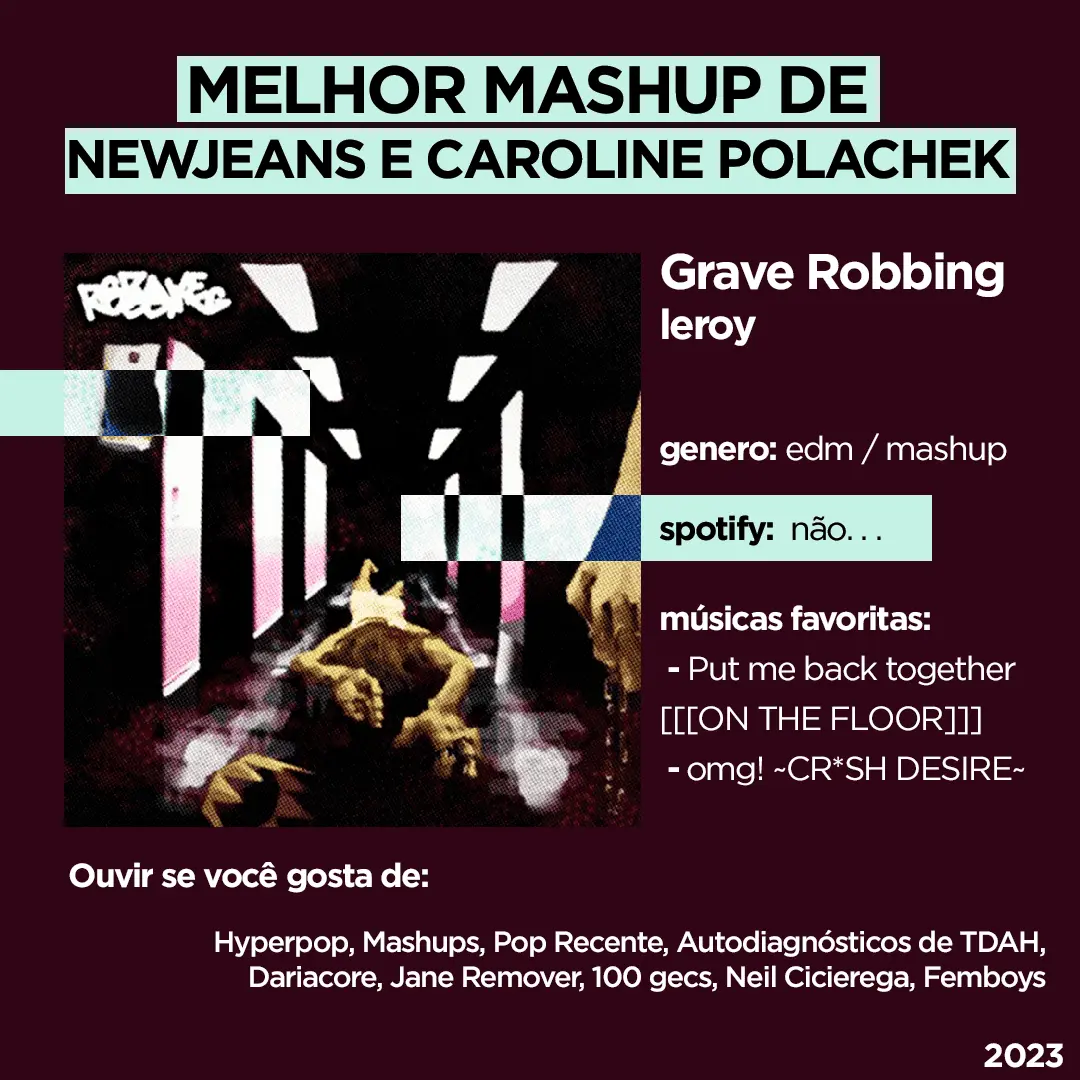 MELHOR MASHUP DE
NEWJEANS E CAROLINE POLACHEK
Grave Robbing
leroy
genero: edm / mashup
spotify: não. . .
músicas favoritas:
- Put me back together
[[[ON THE FLOOR]]]
- omg! ~CR*SH DESIRE~
Ouvir se você gosta de:
Hyperpop, Mashups, Pop Recente, Autodiagnósticos de TDAH,
Dariacore, Jane Remover, 100 gecs, Neil Cicierega, Femboys
2023